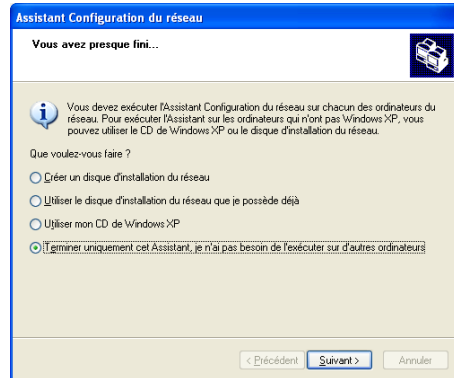 Assistant Configuration du réseau
Vous avez presque fini...
Vous devez exécuter l'Assistant Configuration du réseau sur chacun des ordinateurs du
réseau. Pour exécuter l'Assistant sur les ordinateurs qui n'ont pas Windows XP, vous
pouvez utiliser le CD de Windows XP ou le disque d'installation du réseau.
Que voulez-vous faire ?
Créer un disque d'installation du réseau
Utiliser le disque d'installation du réseau que je possède déjà
Utiliser mon CD de Windows XP
Terminer uniquement cet Assistant, je n'ai pas besoin de l'exécuter sur d'autres ordinateurs
< Précédent Suivant > Annuler